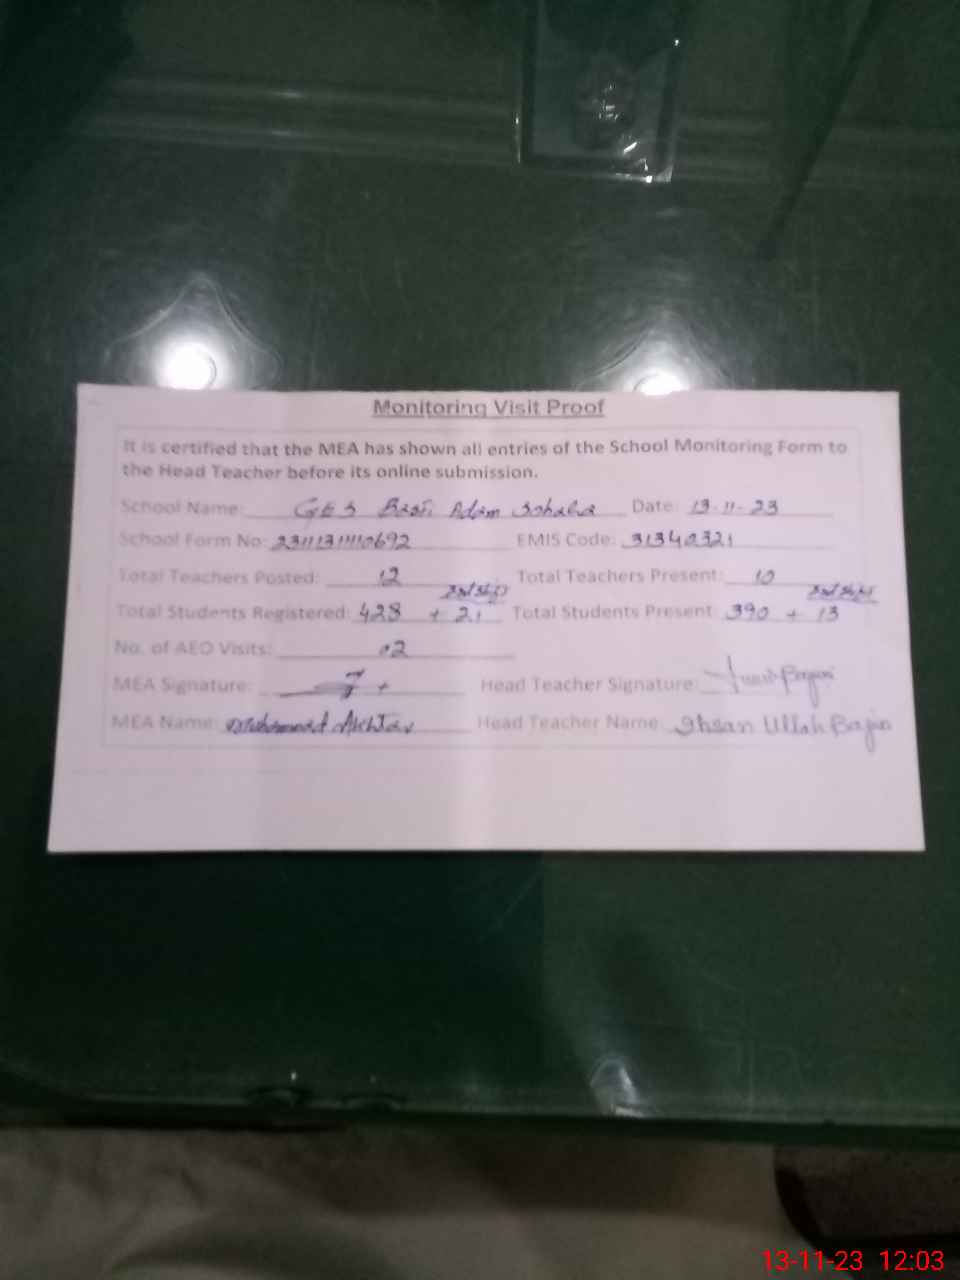 Monitoring Visit Proof
It is certified that the MEA has shown all entries of the School Monitoring Form to
the Head Teacher before its online submission.
School Name: GES Basti Adam Date: 13-11-23
School Form No: EMIS Code: 31340321
Total Teachers Posted: 12 Total Teachers Present: 10
Total Students Registered: 428 + 21 Total Students Present: 390 + 13
No. of AEO Visits: 02
MEA Signature: Head Teacher Signature:
MEA Name: Muhammad Akhtar Head Teacher Name: Ihsan Ullah
13-11-23 12:03